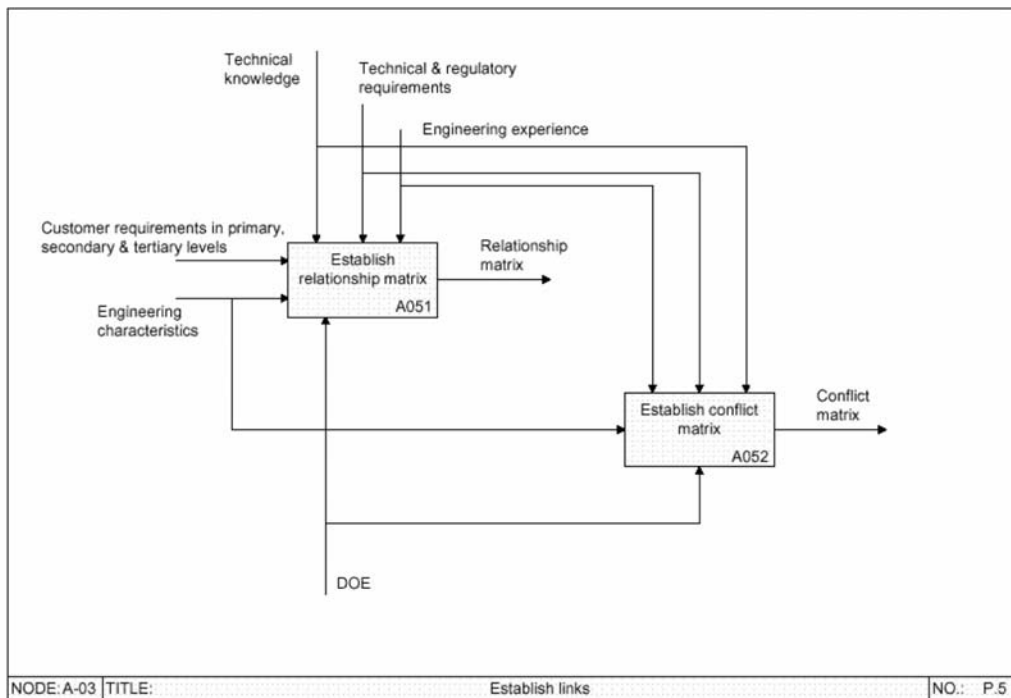 Technical
knowledge
Technical & regulatory
requirements
Engineering experience
Customer requirements in primary,
secondary & tertiary levels
Establish
relationship matrix
A051
Relationship
matrix
Engineering
characteristics
Establish conflict
matrix
A052
Conflict
matrix
DOE
NODE: A-03 TITLE: Establish links NO.: P.5